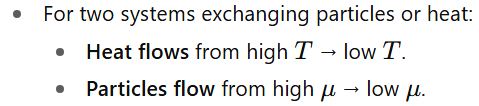 • For two systems exchanging particles or heat:
• Heat flows from high T → low T.
• Particles flow from high μ → low μ.